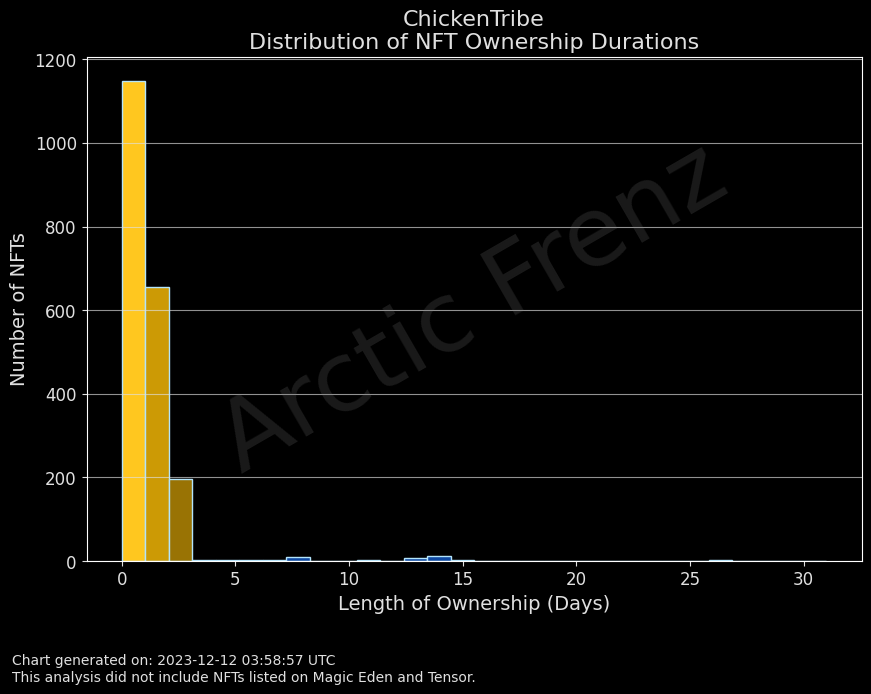 ChickenTribe
Distribution of NFT Ownership Durations
1200
1000
800
600
400
200
0
Number of NFTs
Arctic Frenz
0 5 10 15 20 25 30
Length of Ownership (Days)
Chart generated on: 2023-12-12 03:58:57 UTC
This analysis did not include NFTs listed on Magic Eden and Tensor.